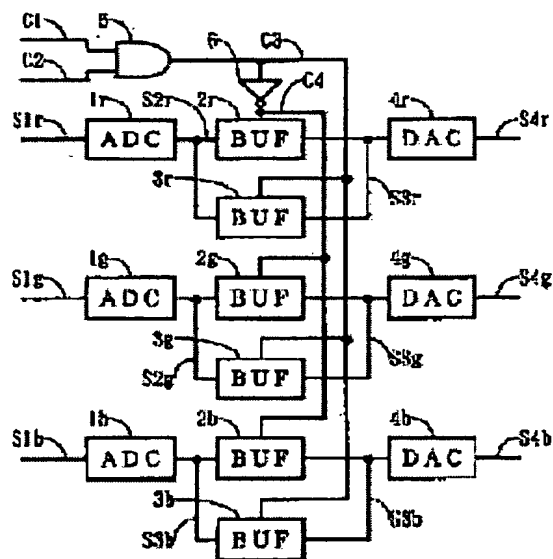 C1 5 6 C3
C2 C4
1r S2r 2r 4r
S1r ADC BUF DAC S4r
3r S3r
BUF
1g 2g 4g
S1g ADC BUF DAC S4g
3g S3g
S2g BUF
1b 2b 4b
S1b ADC BUF DAC S4b
3b
S3b BUF